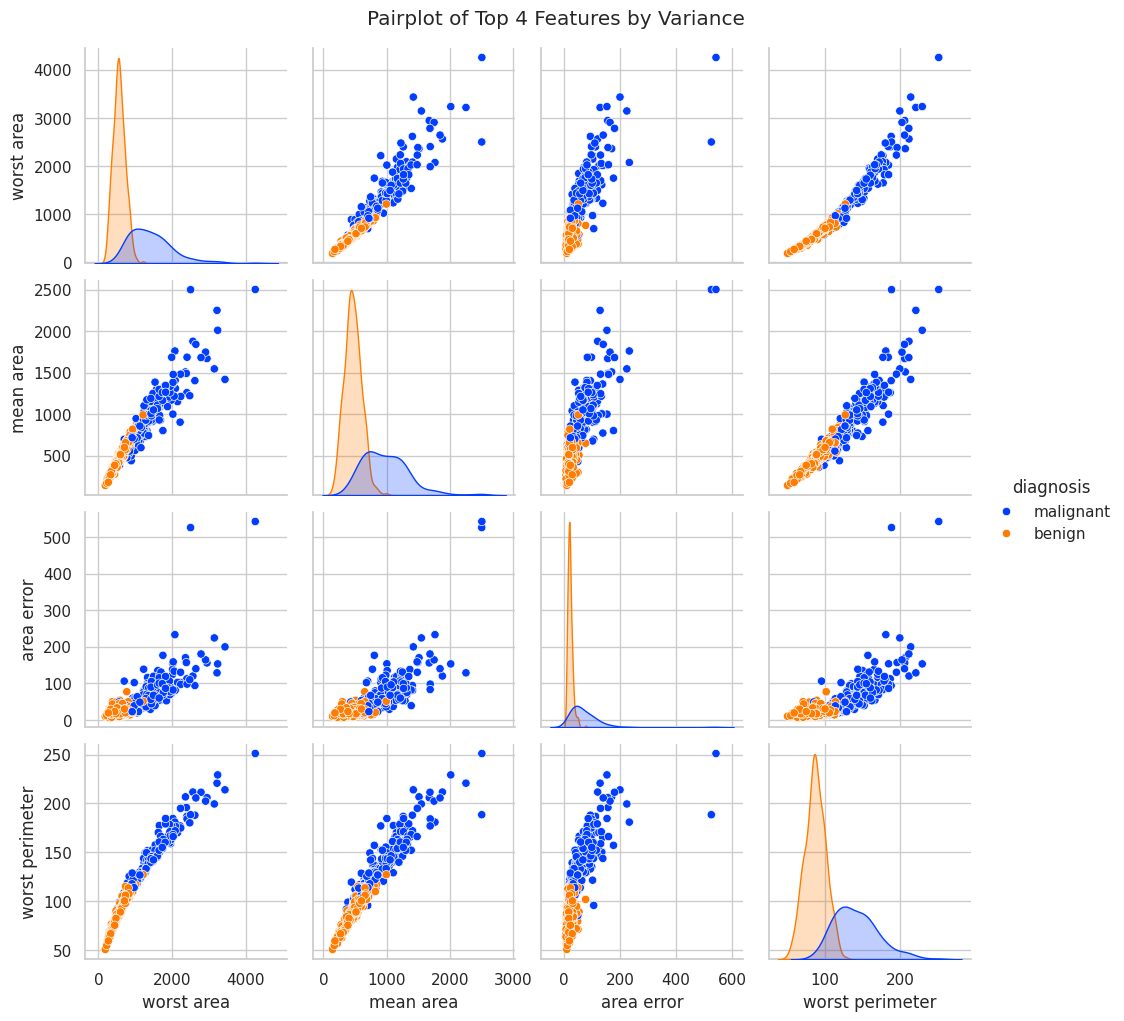 Pairplot of Top 4 Features by Variance
worst area
4000
3000
2000
1000
0
mean area
2500
2000
1500
1000
500
area error
500
400
300
200
100
0
worst perimeter
250
200
150
100
50
0 2000 4000
0 1000 2000 3000
0 200 400 600
100 200
worst area
mean area
area error
worst perimeter
diagnosis
malignant
benign